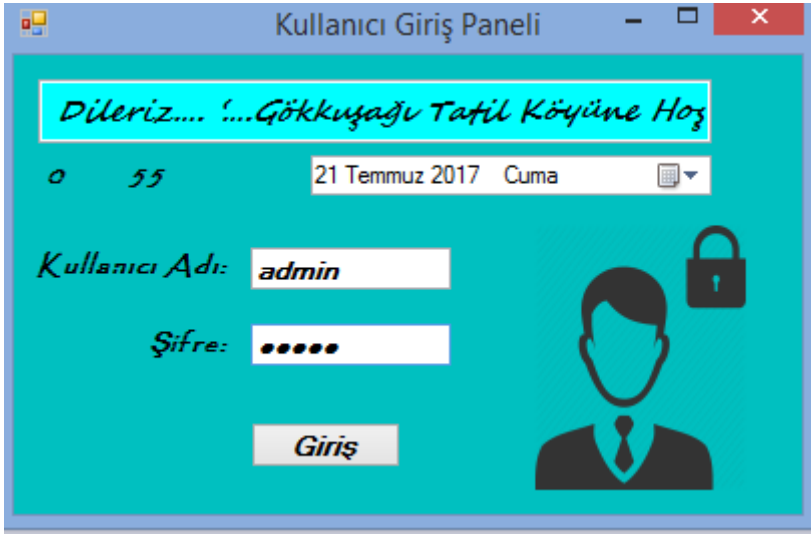 Kullanıcı Giriş Paneli
Dileriz.... '....Gökkuşağı Tatil Köyüne Hoş
0 55
21 Temmuz 2017 Cuma
Kullanıcı Adı: admin
Şifre: ●●●●●
Giriş